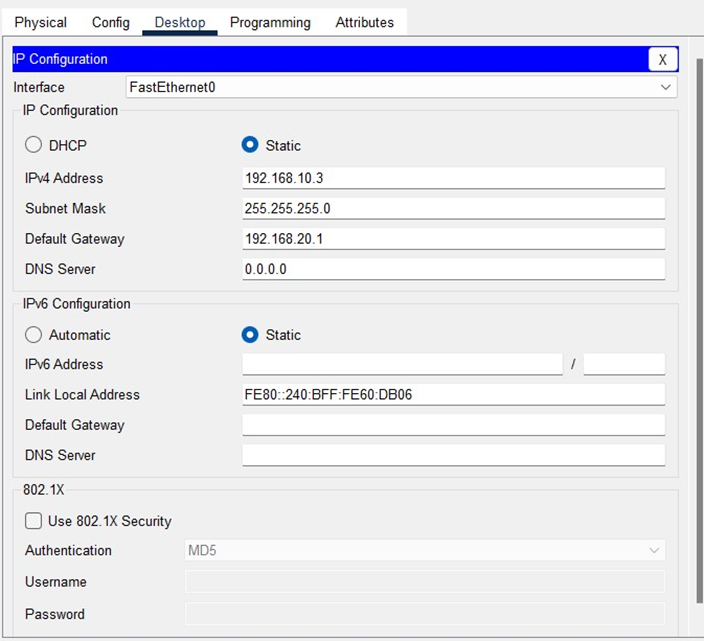 Physical Config Desktop Programming Attributes
IP Configuration X
Interface FastEthernet0
IP Configuration
DHCP Static
IPv4 Address 192.168.10.3
Subnet Mask 255.255.255.0
Default Gateway 192.168.20.1
DNS Server 0.0.0.0
IPv6 Configuration
Automatic Static
IPv6 Address /
Link Local Address FE80::240:BFF:FE60:DB06
Default Gateway
DNS Server
802.1X
Use 802.1X Security
Authentication MD5
Username
Password